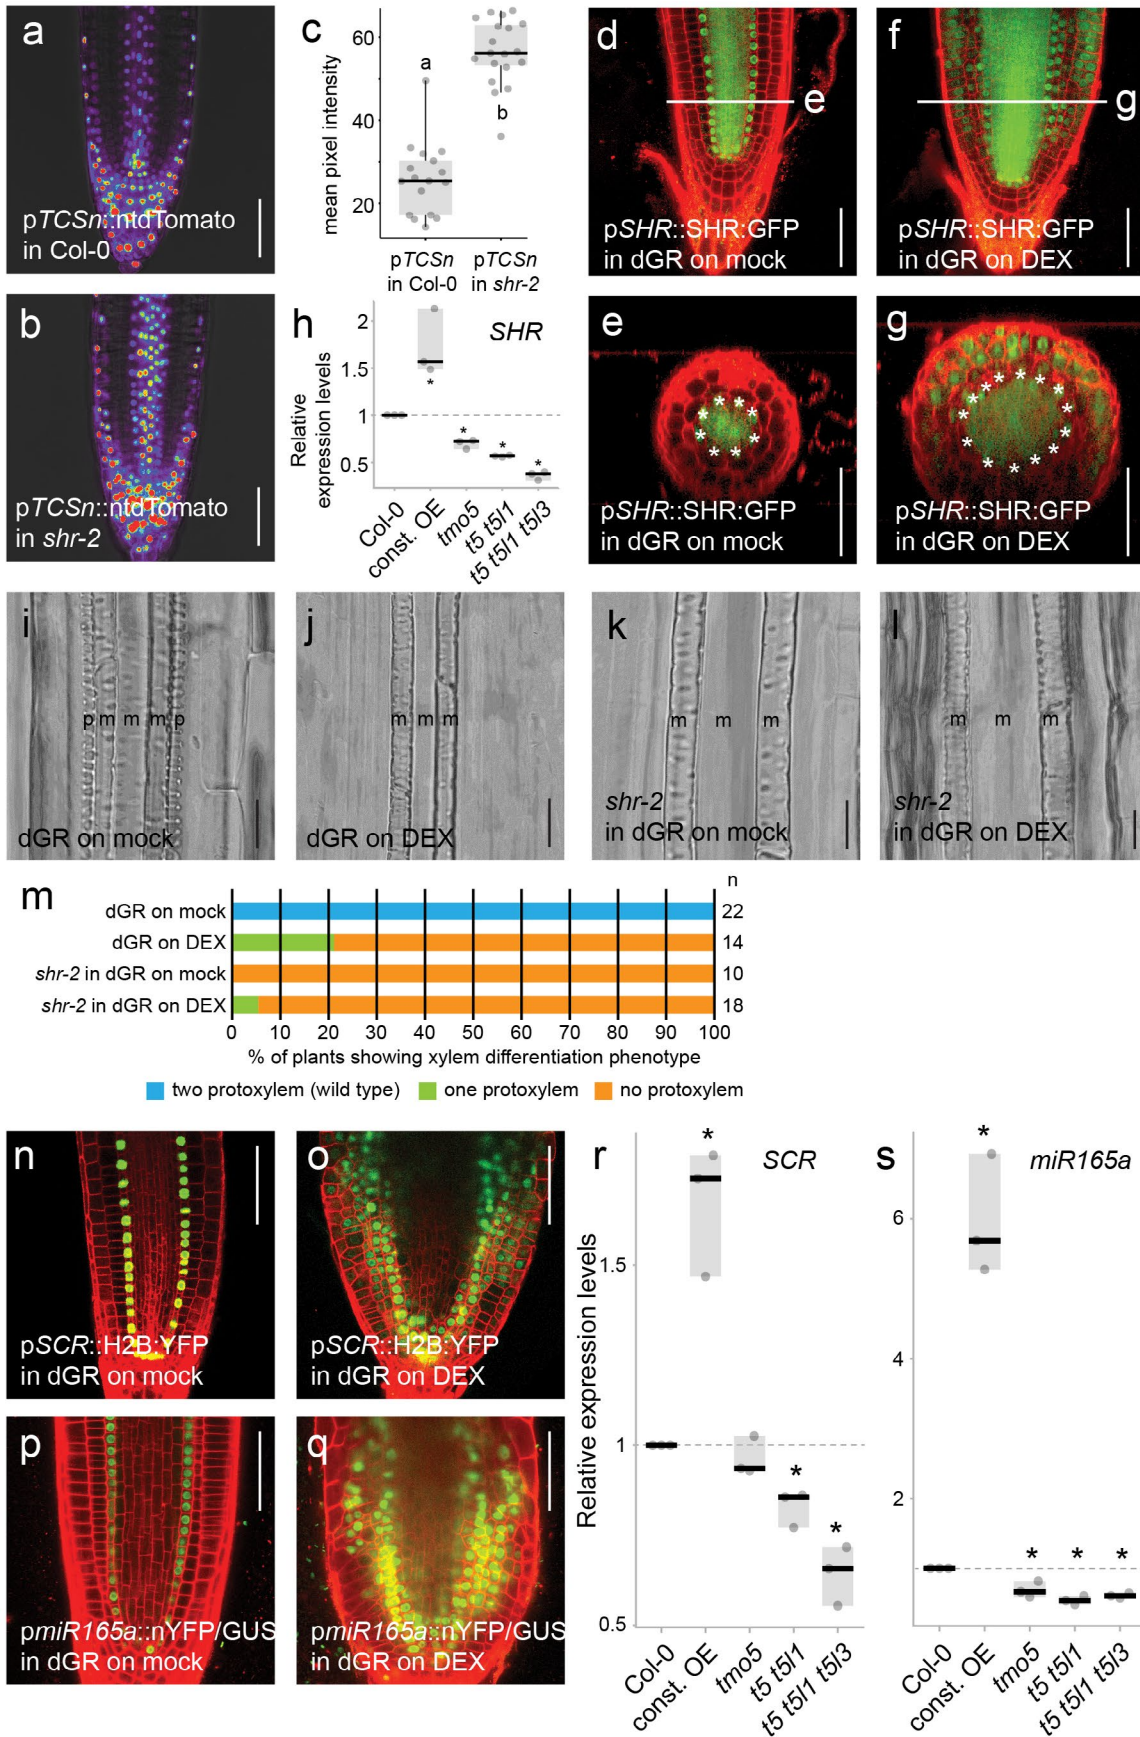 a
pTCSn::ntdTomato
in Col-0
b
pTCSn::ntdTomato
in shr-2
c
mean pixel intensity
60
40
20
a
b
pTCSn
in Col-0
pTCSn
in shr-2
d
e
pSHR::SHR:GFP
in dGR on mock
f
g
pSHR::SHR:GFP
in dGR on DEX
e
* * * * * * * *
pSHR::SHR:GFP
in dGR on mock
g
* * * * * * * * * * * * *
pSHR::SHR:GFP
in dGR on DEX
h
SHR
Relative
expression levels
2
1.5
1
0.5
*
*
*
*
Col-0
const. OE
tmo5
t5 t5l1
t5 t5l1 t5l3
i
p m m m p
dGR on mock
j
m m m
dGR on DEX
k
m m m
shr-2
in dGR on mock
l
m m m
shr-2
in dGR on DEX
m
n
dGR on mock
22
dGR on DEX
14
shr-2 in dGR on mock
10
shr-2 in dGR on DEX
18
0 10 20 30 40 50 60 70 80 90 100
% of plants showing xylem differentiation phenotype
two protoxylem (wild type)
one protoxylem
no protoxylem
n
pSCR::H2B:YFP
in dGR on mock
o
pSCR::H2B:YFP
in dGR on DEX
p
pmiR165a::nYFP/GUS
in dGR on mock
q
pmiR165a::nYFP/GUS
in dGR on DEX
r
SCR
Relative expression levels
1.5
1
0.5
*
*
*
Col-0
const. OE
tmo5
t5 t5l1
t5 t5l1 t5l3
s
miR165a
6
4
2
*
*
*
*
Col-0
const. OE
tmo5
t5 t5l1
t5 t5l1 t5l3